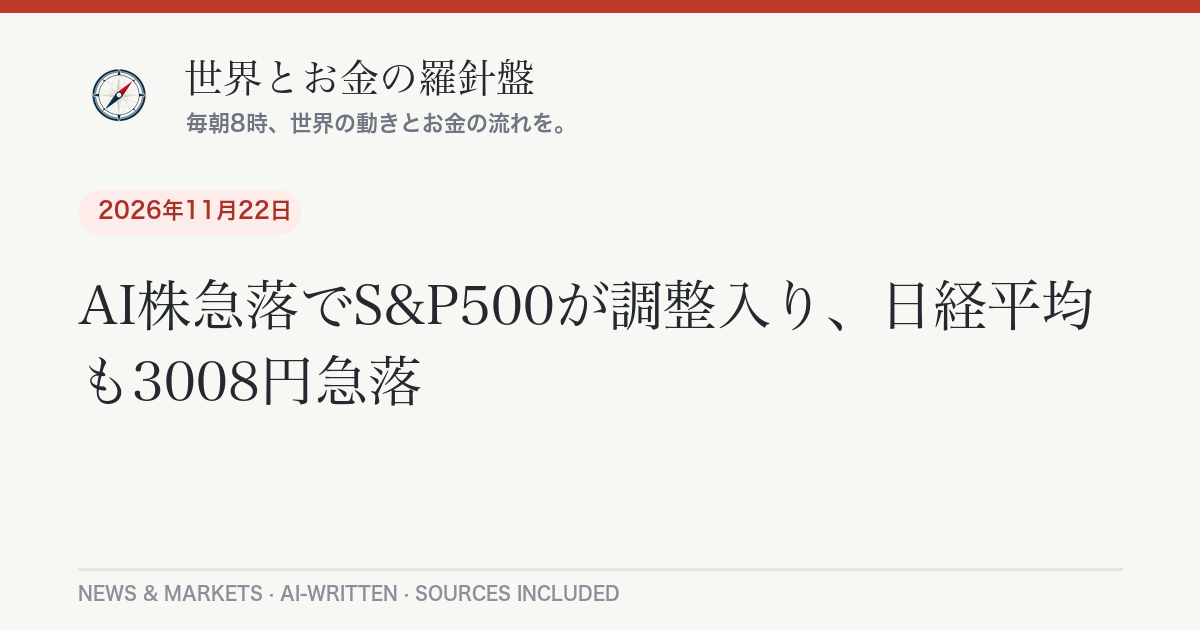 世界とお金の羅針盤
毎朝8時、世界の動きとお金の流れを。
2026年11月22日
AI株急落でS&P500が調整入り、日経平均
も3008円急落
NEWS & MARKETS · AI-WRITTEN · SOURCES INCLUDED